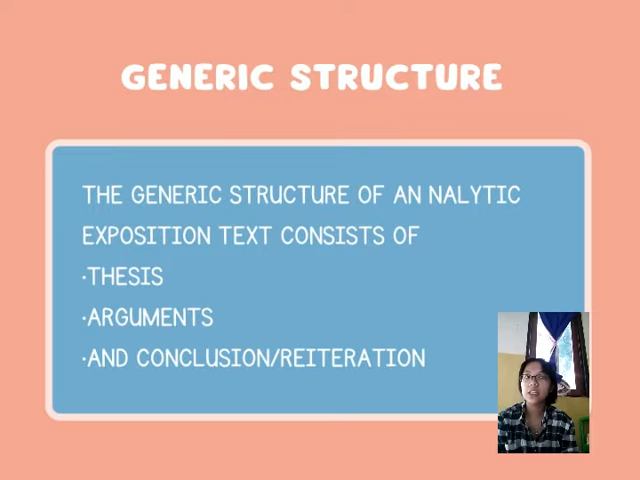 GENERIC STRUCTURE
THE GENERIC STRUCTURE OF AN NALYTIC
EXPOSITION TEXT CONSISTS OF
·THESIS
·ARGUMENTS
·AND CONCLUSION/REITERATION